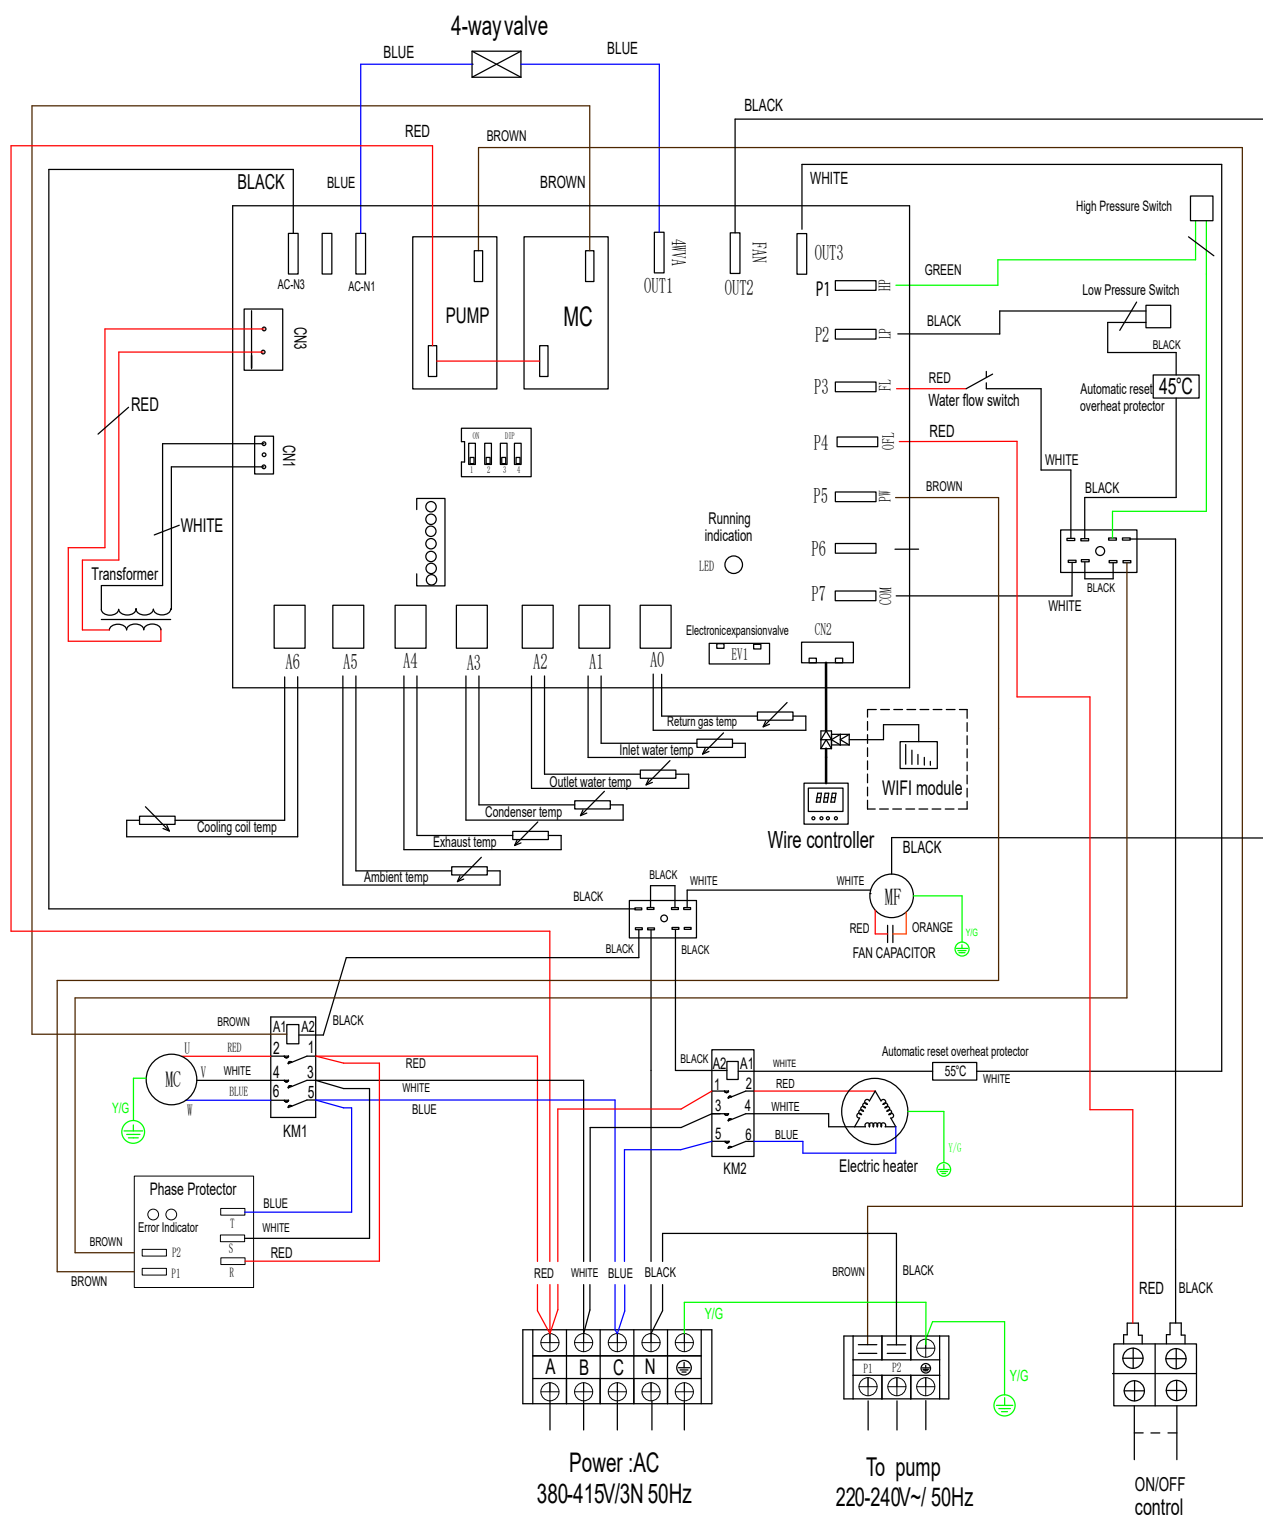 4-way valve
BLUE
BLUE
BLACK
RED
BROWN
BLACK
BLUE
BROWN
WHITE
High Pressure Switch
AC-N3
AC-N1
PUMP
MC
4WVA
OUT1
FAN
OUT2
OUT3
P1
HP
GREEN
Low Pressure Switch
P2
LP
BLACK
BLACK
CN3
P3
FL
RED
Water flow switch
Automatic reset
overheat protector
45°C
RED
P4
OFL
RED
ON
DIP
1
2
3
4
CN1
WHITE
BLACK
P5
PW
BROWN
WHITE
Running
indication
LED
P6
Transformer
BLACK
P7
COM
WHITE
A6
A5
A4
A3
A2
A1
A0
Electronicexpansionvalve
EV1
CN2
Return gas temp
Inlet water temp
Outlet water temp
Condenser temp
Cooling coil temp
Exhaust temp
Ambient temp
WIFI module
888
Wire controller
BLACK
BLACK
WHITE
WHITE
BLACK
MF
RED
ORANGE
Y/G
FAN CAPACITOR
BLACK
BLACK
BROWN
A1
A2
BLACK
U
RED
2
1
RED
MC
V
WHITE
4
3
WHITE
BLUE
6
5
BLUE
W
Y/G
KM1
BLACK
A2
A1
WHITE
Automatic reset overheat protector
55°C
WHITE
1
2
RED
3
4
WHITE
5
6
BLUE
KM2
Electric heater
Y/G
Phase Protector
Error Indicator
T
BLUE
S
WHITE
R
RED
BROWN
P2
P1
BROWN
RED
WHITE
BLUE
BLACK
BROWN
BLACK
RED
BLACK
Y/G
Y/G
A
B
C
N
P1
P2
Power :AC
380-415V/3N 50Hz
To pump
220-240V~/ 50Hz
ON/OFF
control